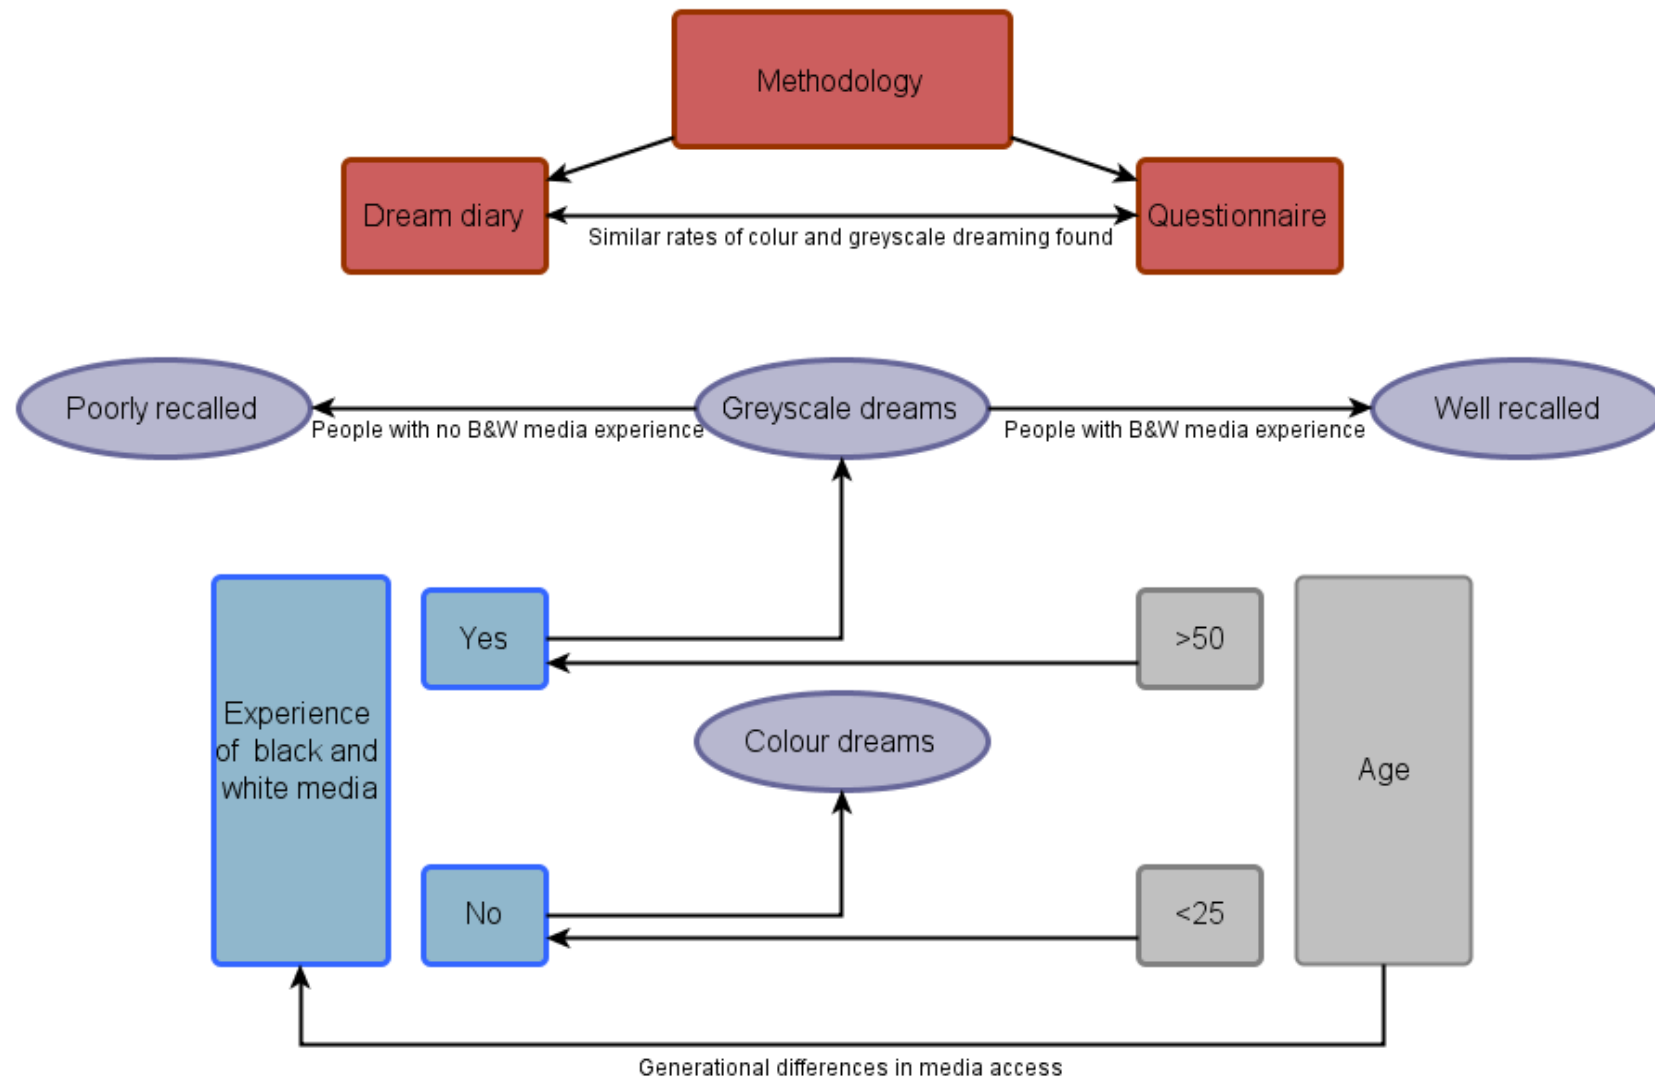 Methodology
Dream diary
Questionnaire
Similar rates of colur and greyscale dreaming found
Poorly recalled
Greyscale dreams
Well recalled
People with no B&W media experience
People with B&W media experience
Yes
>50
Experience
of black and
white media
Colour dreams
Age
No
<25
Generational differences in media access